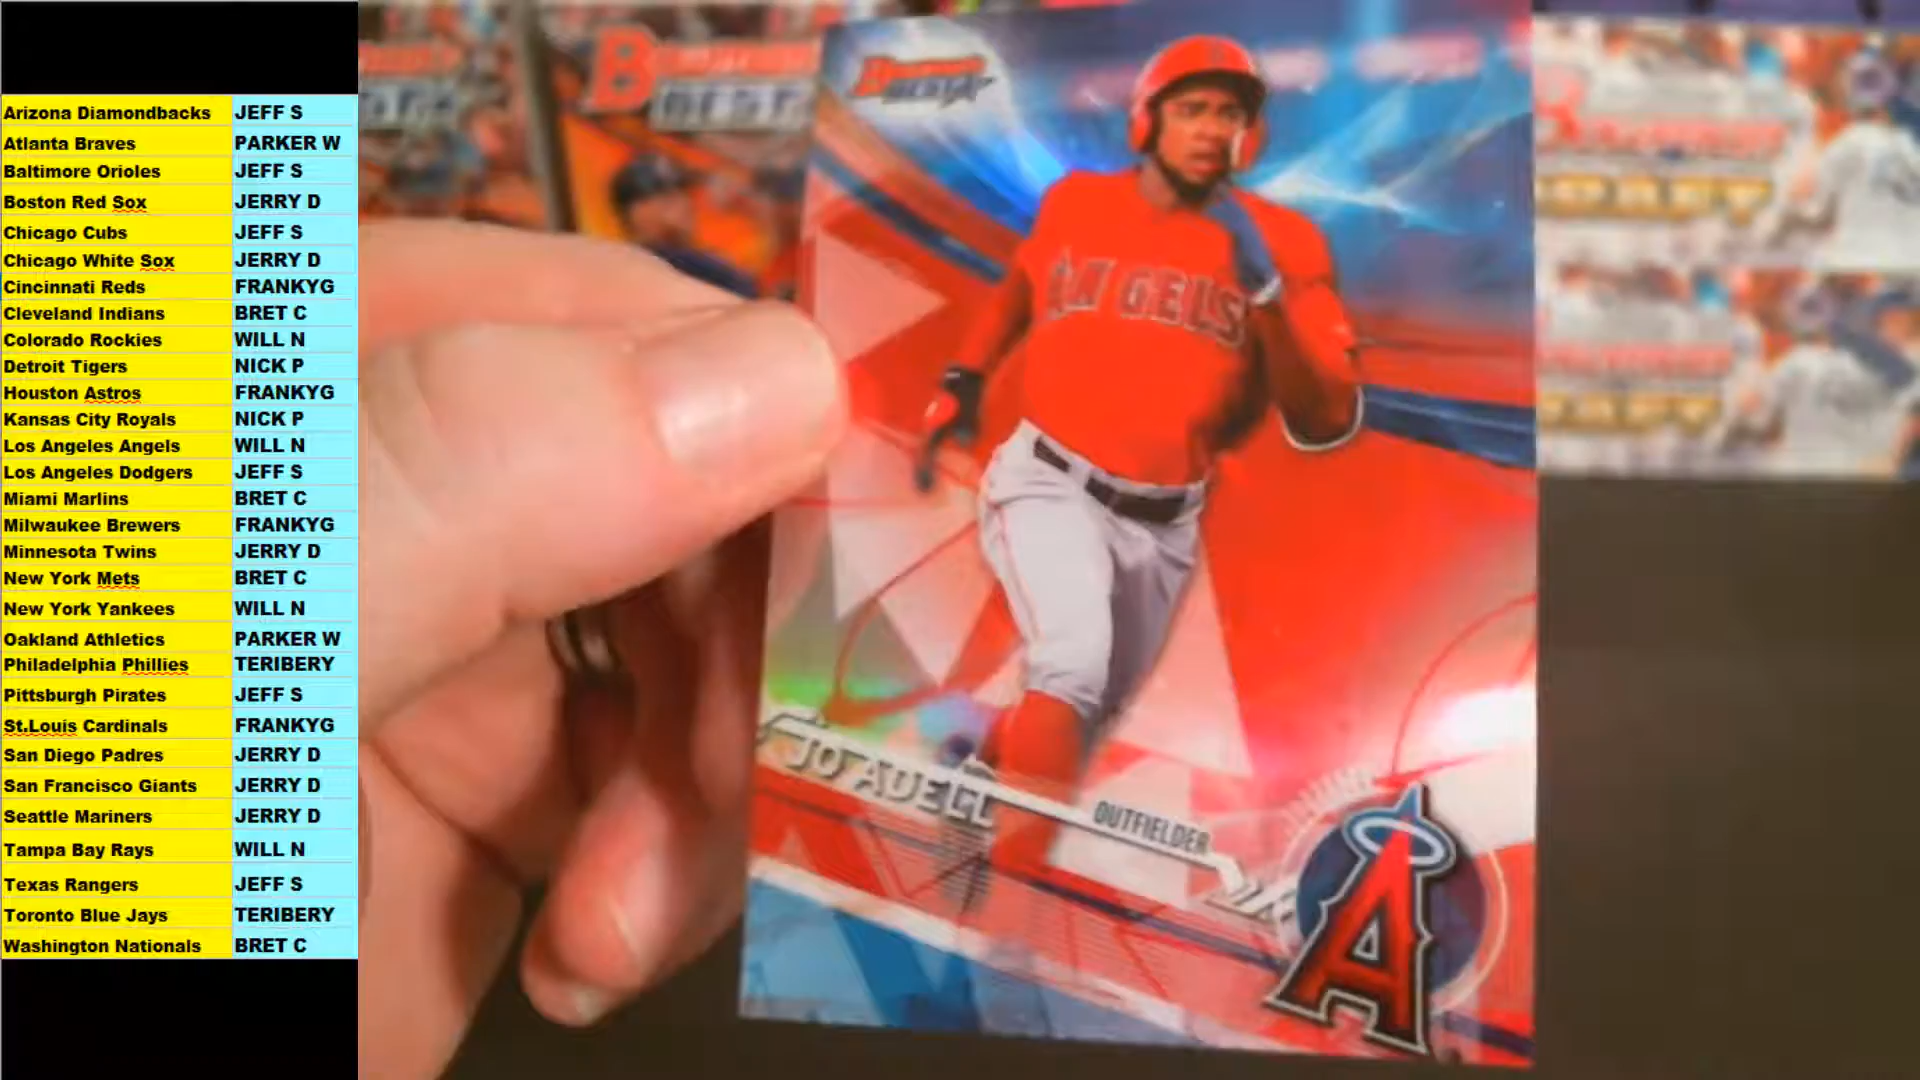 Arizona Diamondbacks JEFF S
Atlanta Braves PARKER W
Baltimore Orioles JEFF S
Boston Red Sox JERRY D
Chicago Cubs JEFF S
Chicago White Sox JERRY D
Cincinnati Reds FRANKYG
Cleveland Indians BRET C
Colorado Rockies WILL N
Detroit Tigers NICK P
Houston Astros FRANKYG
Kansas City Royals NICK P
Los Angeles Angels WILL N
Los Angeles Dodgers JEFF S
Miami Marlins BRET C
Milwaukee Brewers FRANKYG
Minnesota Twins JERRY D
New York Mets BRET C
New York Yankees WILL N
Oakland Athletics PARKER W
Philadelphia Phillies TERIBERY
Pittsburgh Pirates JEFF S
St.Louis Cardinals FRANKYG
San Diego Padres JERRY D
San Francisco Giants JERRY D
Seattle Mariners JERRY D
Tampa Bay Rays WILL N
Texas Rangers JEFF S
Toronto Blue Jays TERIBERY
Washington Nationals BRET C
BOWMAN'S
BEST
ANGELS
JO ADELL
OUTFIELDER
A